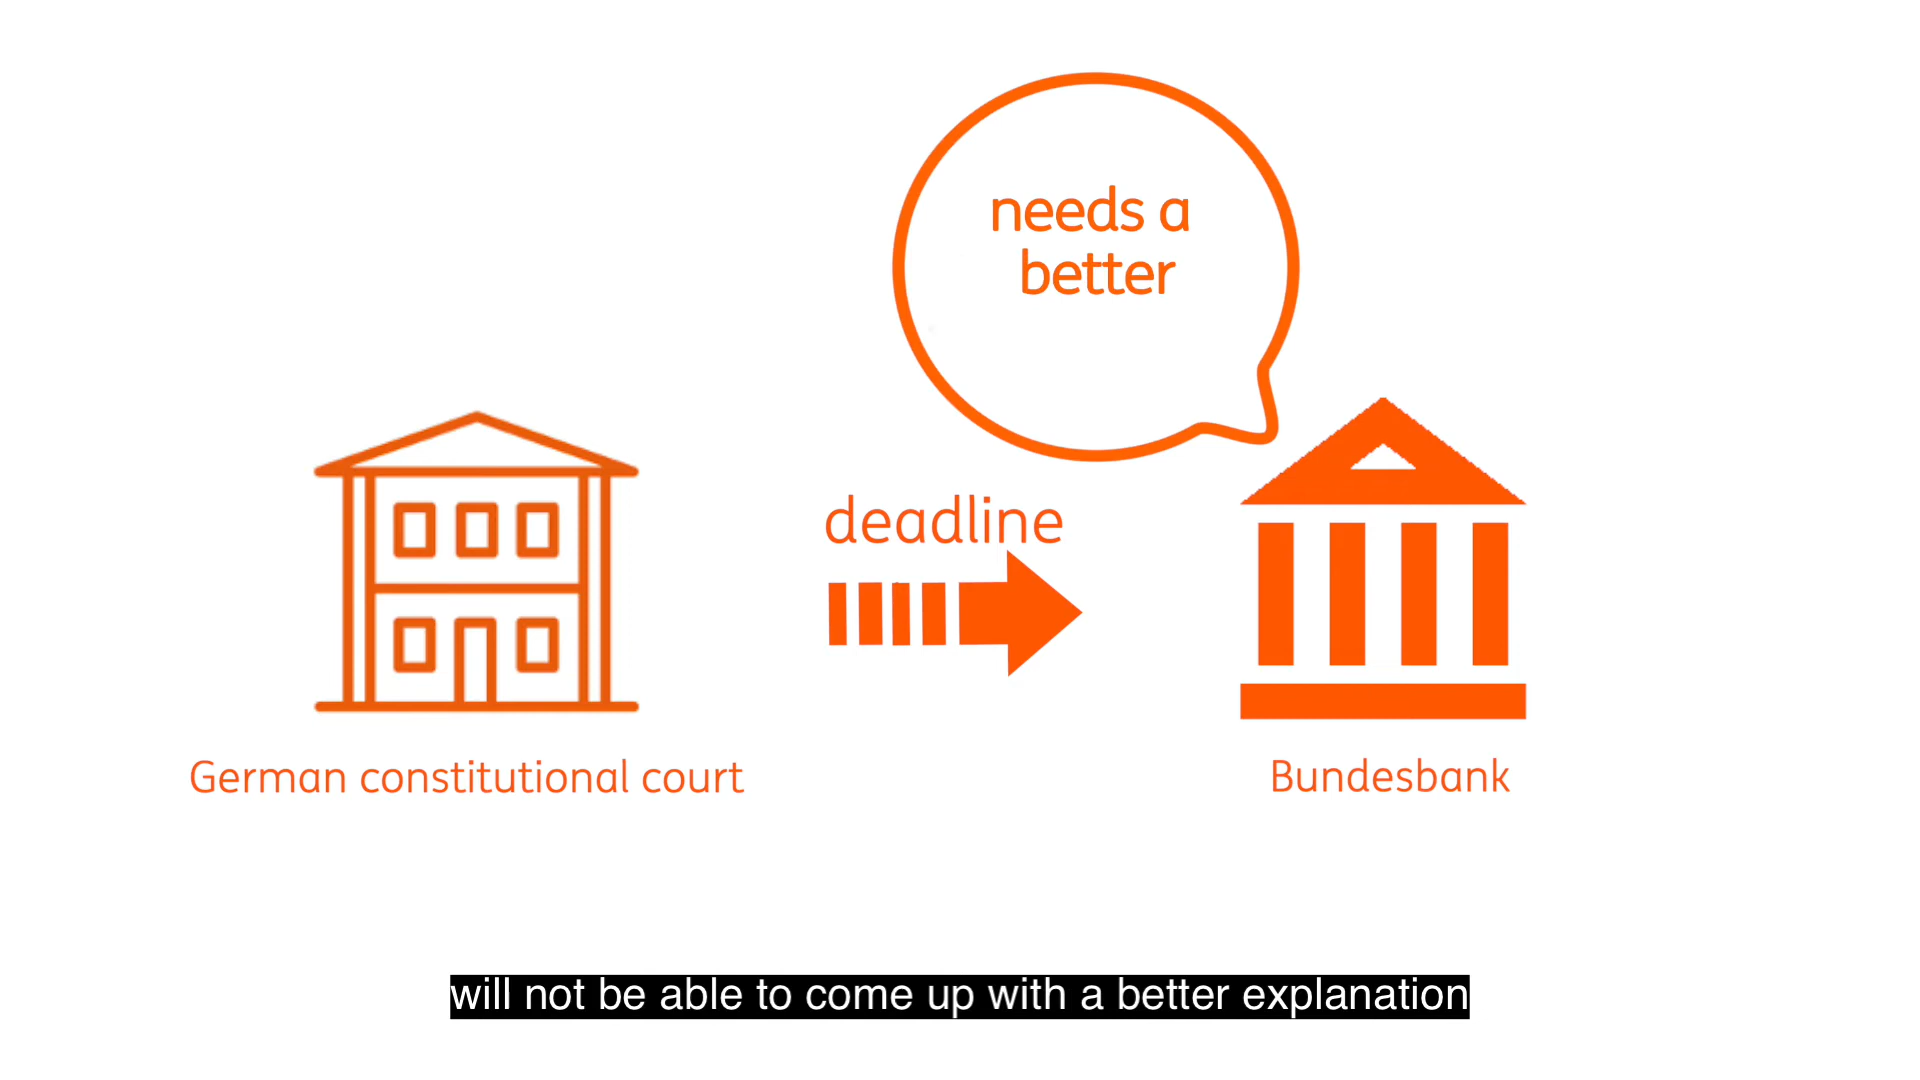 needs a
better
deadline
German constitutional court
Bundesbank
will not be able to come up with a better explanation